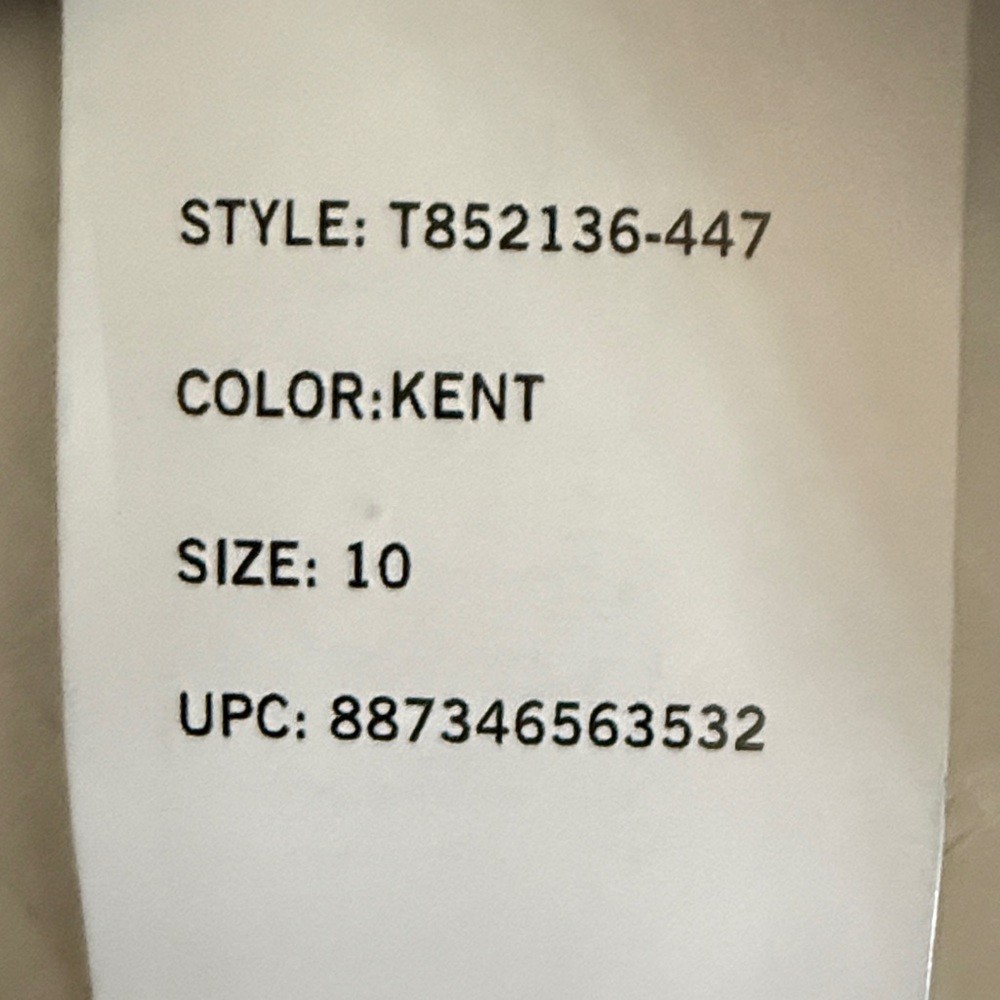 STYLE: T852136-447
COLOR:KENT
SIZE: 10
UPC: 887346563532